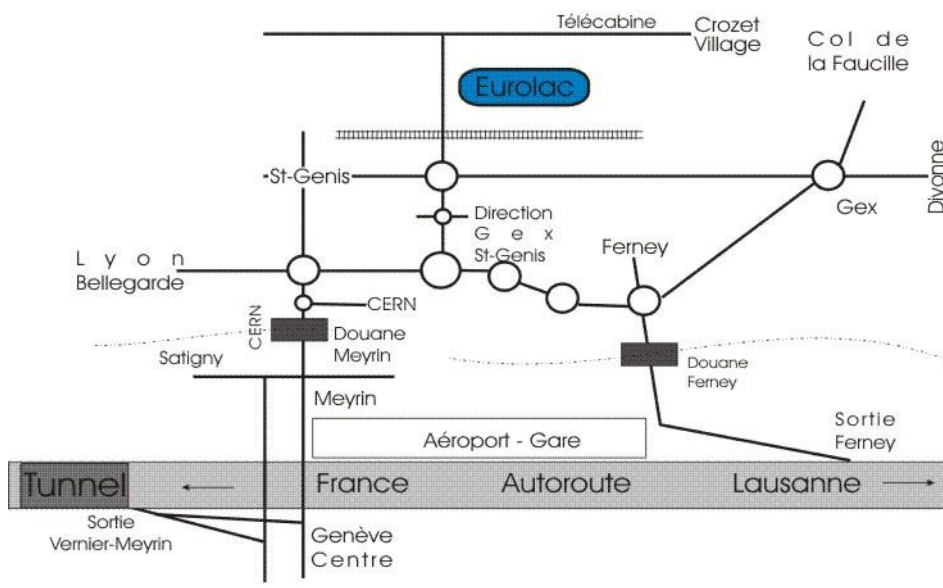 Télécabine
Crozet
Village
Col de
la Faucille
Eurolac
St-Genis
Divonne
Gex
Direction
Gex
St-Genis
Ferney
Lyon
Bellegarde
CERN
CERN
Douane
Meyrin
Satigny
Douane
Ferney
Meyrin
Aéroport - Gare
Sortie
Ferney
Tunnel
France
Autoroute
Lausanne
Sortie
Vernier-Meyrin
Genève
Centre